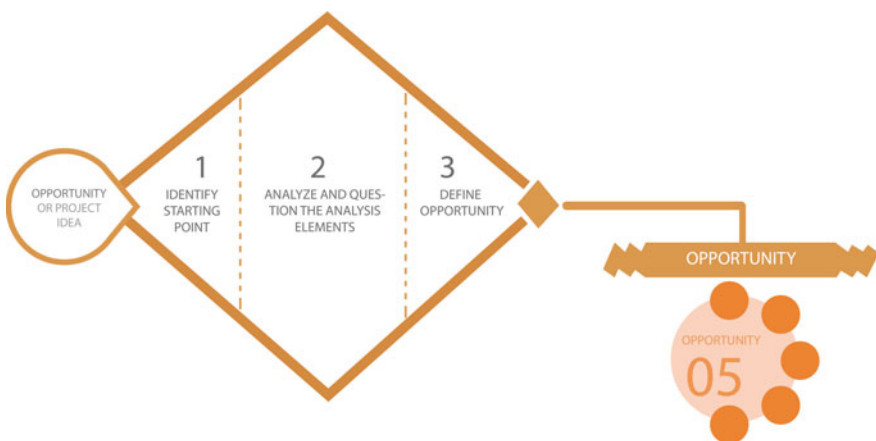 OPPORTUNITY
OR PROJECT
IDEA
1
IDENTIFY
STARTING
POINT
2
ANALYZE AND QUES-
TION THE ANALYSIS
ELEMENTS
3
DEFINE
OPPORTUNITY
OPPORTUNITY
OPPORTUNITY
05